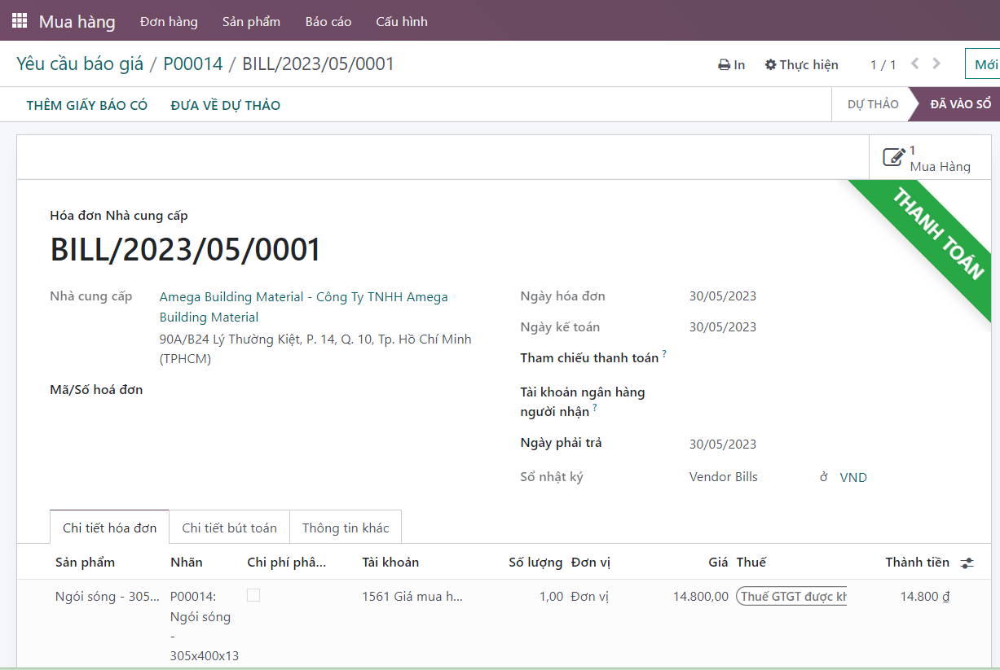 Mua hàng Đơn hàng Sản phẩm Báo cáo Cấu hình
Yêu cầu báo giá / P00014 / BILL/2023/05/0001 In Thực hiện 1 / 1 Mới
THÊM GIẤY BÁO CÓ ĐƯA VỀ DỰ THẢO DỰ THẢO ĐÃ VÀO SỔ
1
Mua Hàng
THANH TOÁN
Hóa đơn Nhà cung cấp
BILL/2023/05/0001
Nhà cung cấp Amega Building Material - Công Ty TNHH Amega
Building Material
90A/B24 Lý Thường Kiệt, P. 14, Q. 10, Tp. Hồ Chí Minh
(TPHCM)
Mã/Số hoá đơn
Ngày hóa đơn 30/05/2023
Ngày kế toán 30/05/2023
Tham chiếu thanh toán ?
Tài khoản ngân hàng
người nhận ?
Ngày phải trả 30/05/2023
Sổ nhật ký Vendor Bills ở VND
Chi tiết hóa đơn Chi tiết bút toán Thông tin khác
Sản phẩm Nhãn Chi phí phâ... Tài khoản Số lượng Đơn vị Giá Thuế Thành tiền
Ngói sóng - 305... P00014: 1561 Giá mua h... 1,00 Đơn vị 14.800,00 Thuế GTGT được kh 14.800 ₫
Ngói sóng
-
305x400x13